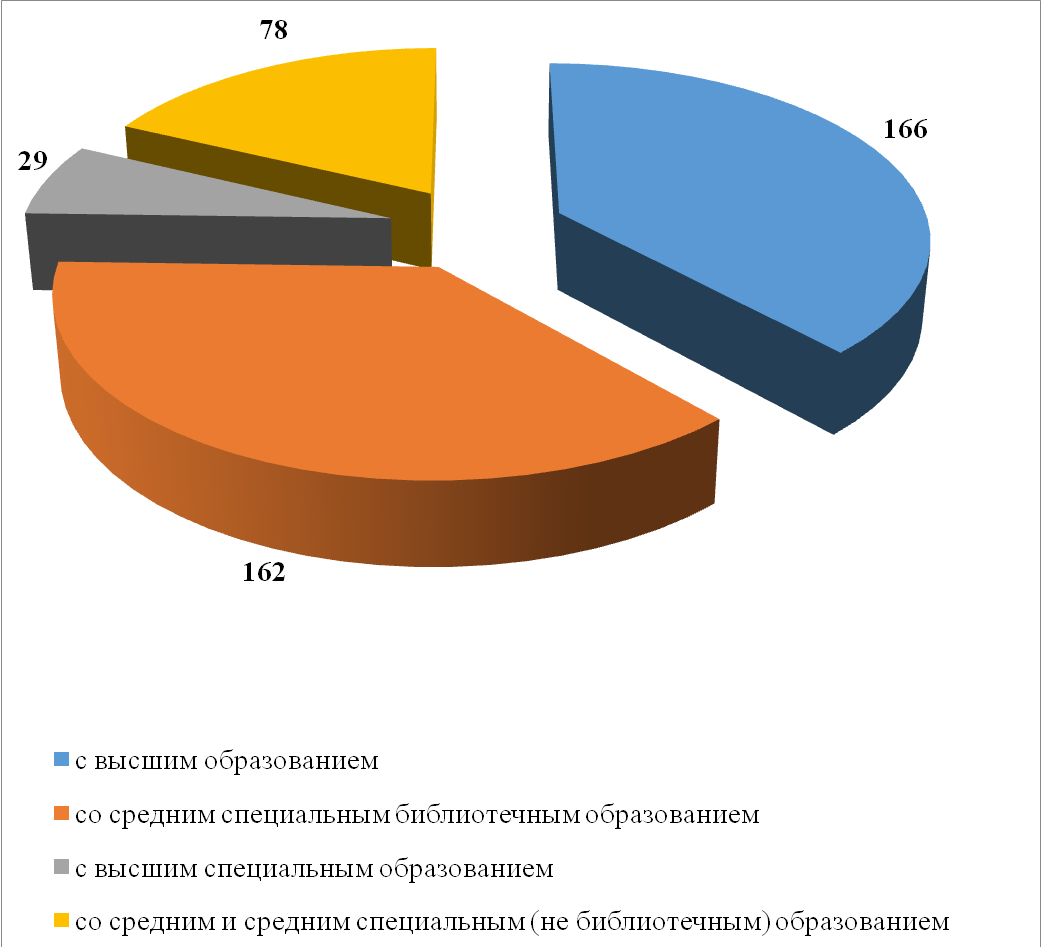 78
166
29
162
с высшим образованием
со средним специальным библиотечным образованием
с высшим специальным образованием
со средним и средним специальным (не библиотечным) образованием